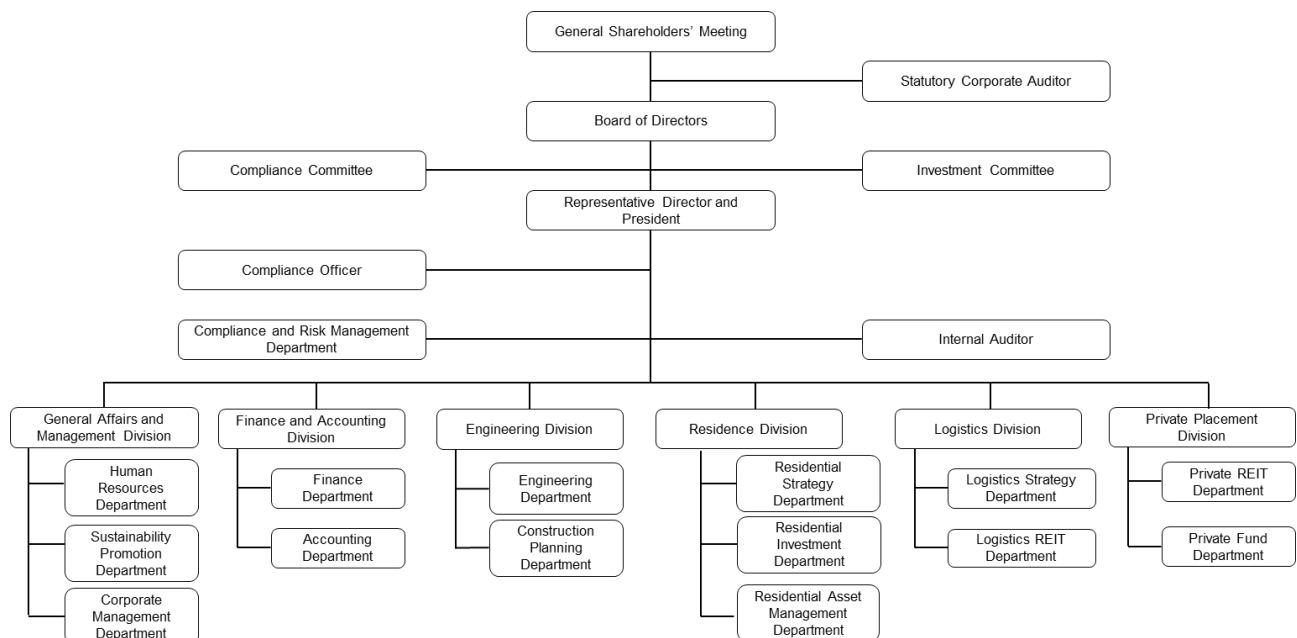 General Shareholders' Meeting
Statutory Corporate Auditor
Board of Directors
Compliance Committee
Investment Committee
Representative Director and
President
Compliance Officer
Compliance and Risk Management
Department
Internal Auditor
General Affairs and
Management Division
Human
Resources
Department
Sustainability
Promotion
Department
Corporate
Management
Department
Finance and Accounting
Division
Finance
Department
Accounting
Department
Engineering Division
Engineering
Department
Construction
Planning
Department
Residence Division
Residential
Strategy
Department
Residential
Investment
Department
Residential Asset
Management
Department
Logistics Division
Logistics Strategy
Department
Logistics REIT
Department
Private Placement
Division
Private REIT
Department
Private Fund
Department